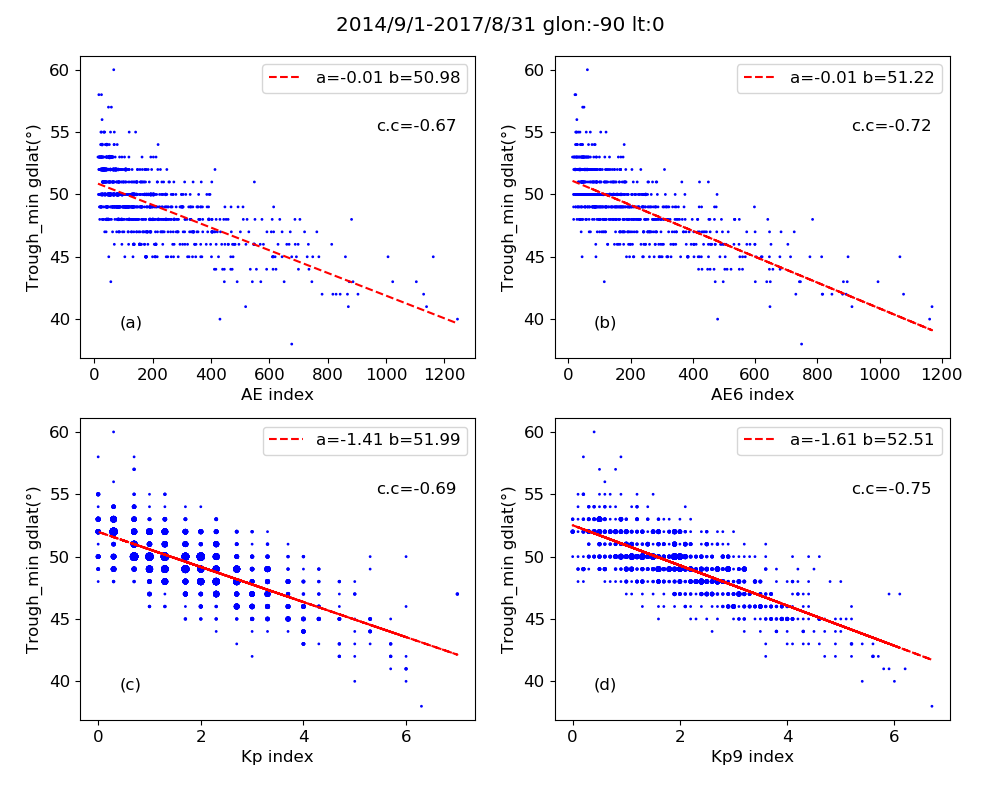 2014/9/1-2017/8/31 glon:-90 lt:0
a=-0.01 b=50.98
c.c=-0.67
(a)
Trough_min gdlat(°)
60
55
50
45
40
0 200 400 600 800 1000 1200
AE index
a=-0.01 b=51.22
c.c=-0.72
(b)
Trough_min gdlat(°)
60
55
50
45
40
0 200 400 600 800 1000 1200
AE6 index
a=-1.41 b=51.99
c.c=-0.69
(c)
Trough_min gdlat(°)
60
55
50
45
40
0 2 4 6
Kp index
a=-1.61 b=52.51
c.c=-0.75
(d)
Trough_min gdlat(°)
60
55
50
45
40
0 2 4 6
Kp9 index